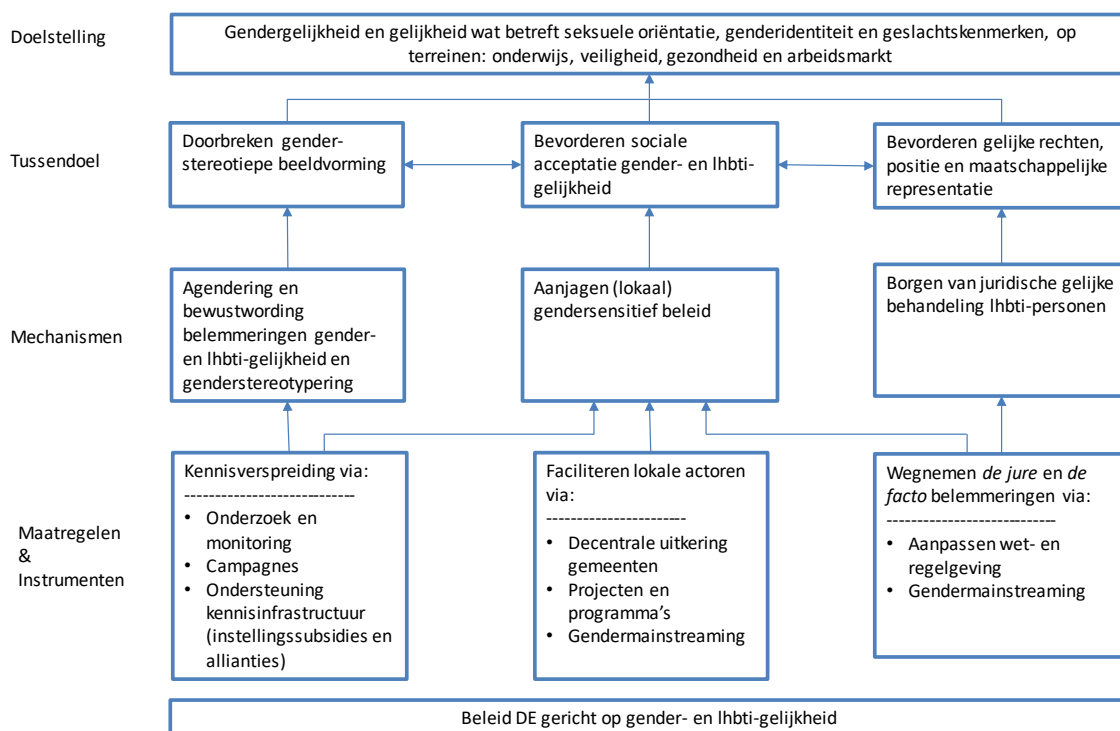 Doelstelling
Gendergelijkheid en gelijkheid wat betreft seksuele oriëntatie, genderidentiteit en geslachtskenmerken, op
terreinen: onderwijs, veiligheid, gezondheid en arbeidsmarkt
Tussendoel
Doorbreken gender-
stereotiepe beeldvorming
Bevorderen sociale
acceptatie gender- en lhbti-
gelijkheid
Bevorderen gelijke rechten,
positie en maatschappelijke
representatie
Mechanismen
Agendering en
bewustwording
belemmeringen gender-
en lhbti-gelijkheid en
genderstereotypering
Aanjagen (lokaal)
gendersensitief beleid
Borgen van juridische gelijke
behandeling lhbti-personen
Maatregelen
&
Instrumenten
Kennisverspreiding via:
----------------------------
• Onderzoek en
monitoring
• Campagnes
• Ondersteuning
kennisinfrastructuur
(instellingssubsidies en
allianties)
Faciliteren lokale actoren
via:
-----------------------
• Decentrale uitkering
gemeenten
• Projecten en
programma's
• Gendermainstreaming
Wegnemen de jure en de
facto belemmeringen via:
---------------------------
• Aanpassen wet- en
regelgeving
• Gendermainstreaming
Beleid DE gericht op gender- en lhbti-gelijkheid